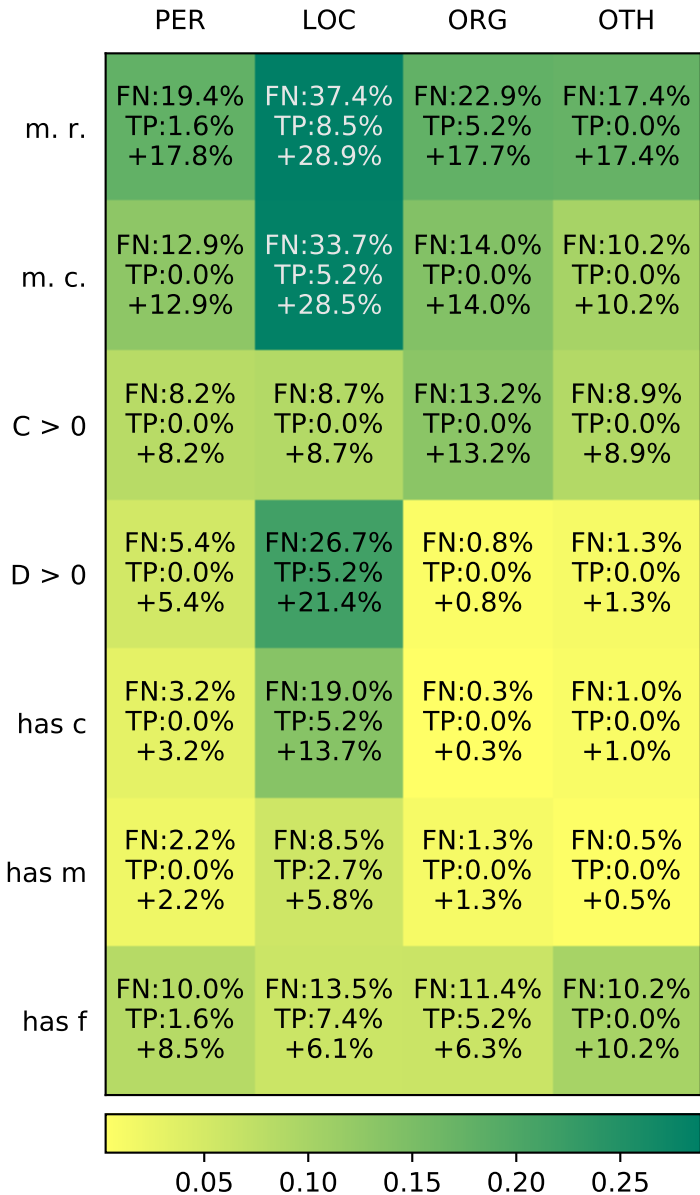 PER LOC ORG OTH
m. r.
FN:19.4% FN:37.4% FN:22.9% FN:17.4%
TP:1.6% TP:8.5% TP:5.2% TP:0.0%
+17.8% +28.9% +17.7% +17.4%
m. c.
FN:12.9% FN:33.7% FN:14.0% FN:10.2%
TP:0.0% TP:5.2% TP:0.0% TP:0.0%
+12.9% +28.5% +14.0% +10.2%
C > 0
FN:8.2% FN:8.7% FN:13.2% FN:8.9%
TP:0.0% TP:0.0% TP:0.0% TP:0.0%
+8.2% +8.7% +13.2% +8.9%
D > 0
FN:5.4% FN:26.7% FN:0.8% FN:1.3%
TP:0.0% TP:5.2% TP:0.0% TP:0.0%
+5.4% +21.4% +0.8% +1.3%
has c
FN:3.2% FN:19.0% FN:0.3% FN:1.0%
TP:0.0% TP:5.2% TP:0.0% TP:0.0%
+3.2% +13.7% +0.3% +1.0%
has m
FN:2.2% FN:8.5% FN:1.3% FN:0.5%
TP:0.0% TP:2.7% TP:0.0% TP:0.0%
+2.2% +5.8% +1.3% +0.5%
has f
FN:10.0% FN:13.5% FN:11.4% FN:10.2%
TP:1.6% TP:7.4% TP:5.2% TP:0.0%
+8.5% +6.1% +6.3% +10.2%
0.05 0.10 0.15 0.20 0.25